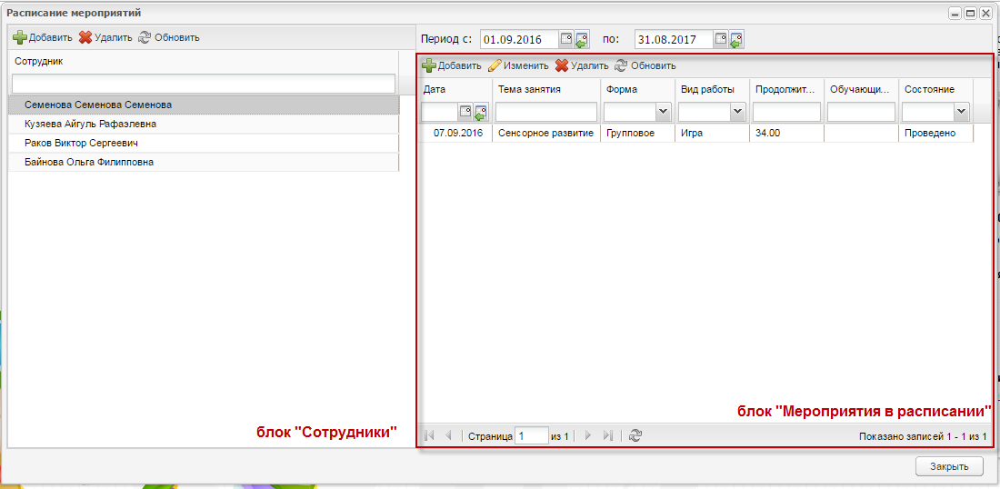 Расписание мероприятий
Добавить Удалить Обновить
Сотрудник
Семенова Семенова Семенова
Кузяева Айгуль Рафаэлевна
Раков Виктор Сергеевич
Байнова Ольга Филипповна
блок "Сотрудники"
Период с: 01.09.2016 по: 31.08.2017
Добавить Изменить Удалить Обновить
Дата Тема занятия Форма Вид работы Продолжит... Обучающи... Состояние
07.09.2016 Сенсорное развитие Групповое Игра 34.00 Проведено
блок "Мероприятия в расписании"
Страница 1 из 1 Показано записей 1 - 1 из 1
Закрыть